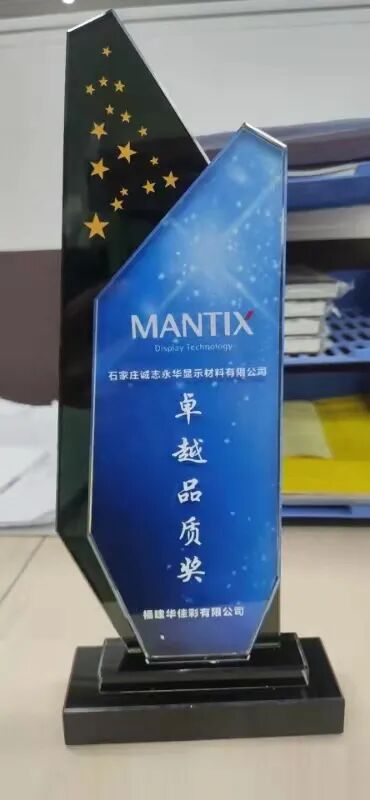 MANTIX
Display Technology
石家庄诚志永华显示材料有限公司
卓越品质奖
福建华佳彩有限公司